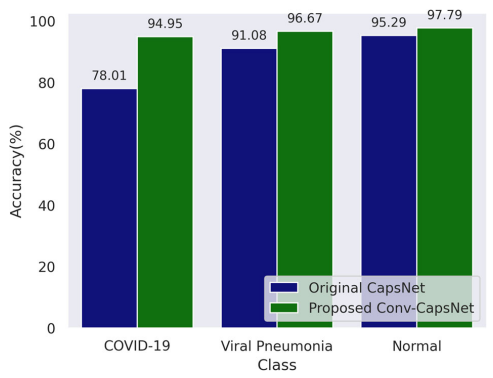 94.95
96.67
97.79
95.29
91.08
78.01
100
80
60
40
20
0
Accuracy(%)
Original CapsNet
Proposed Conv-CapsNet
COVID-19
Viral Pneumonia
Normal
Class